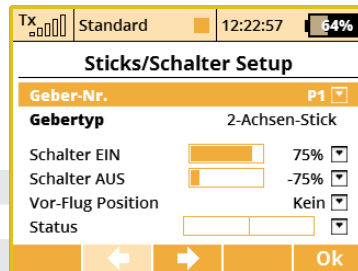 Tx Standard 12:22:57 64%
Sticks/Schalter Setup
Geber-Nr. P1
Gebertyp 2-Achsen-Stick
Schalter EIN 75%
Schalter AUS -75%
Vor-Flug Position Kein
Status
Ok